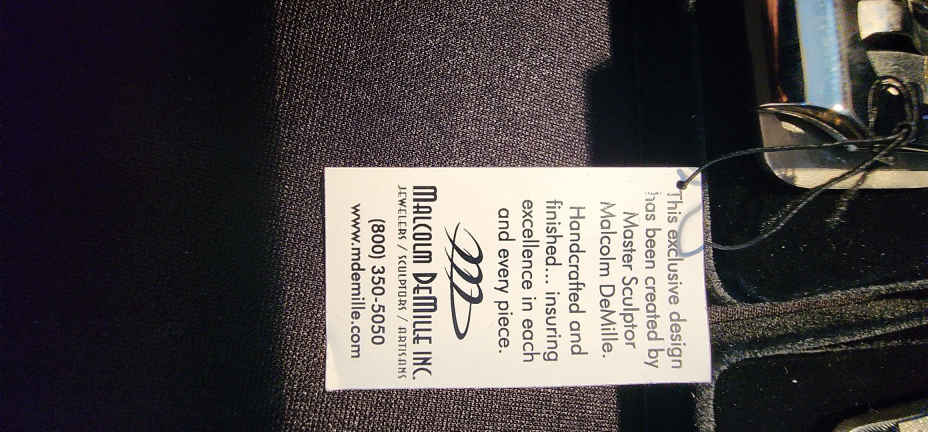 This exclusive design
has been created by
Master Sculptor
Malcolm DeMille.
Handcrafted and
finished... insuring
excellence in each
and every piece.
MALCOLM DEMILLE INC.
JEWELERS / SCULPTORS / ARTISANS
(800) 350-5050
www.mdemille.com